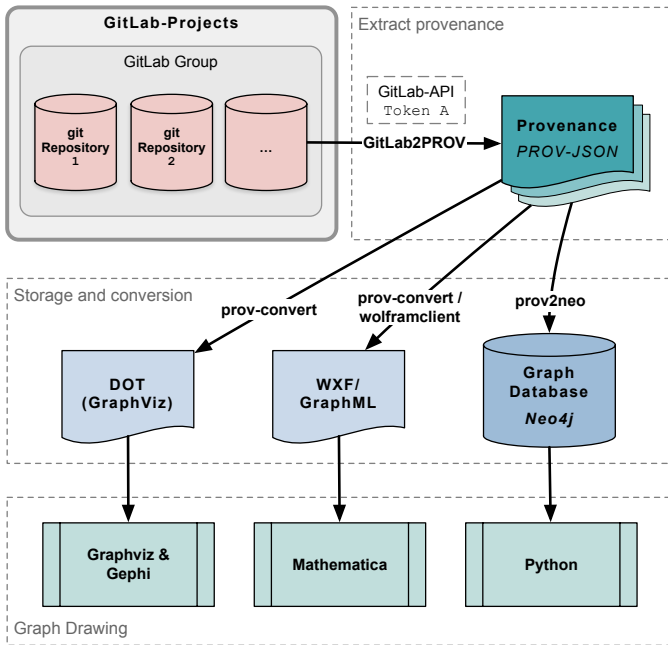 GitLab-Projects
GitLab Group
git
Repository
1
git
Repository
2
...
Extract provenance
GitLab-API
Token A
GitLab2PROV
Provenance
PROV-JSON
Storage and conversion
prov-convert
prov-convert /
wolframclient
prov2neo
DOT
(GraphViz)
WXF/
GraphML
Graph
Database
Neo4j
Graphviz &
Gephi
Mathematica
Python
Graph Drawing